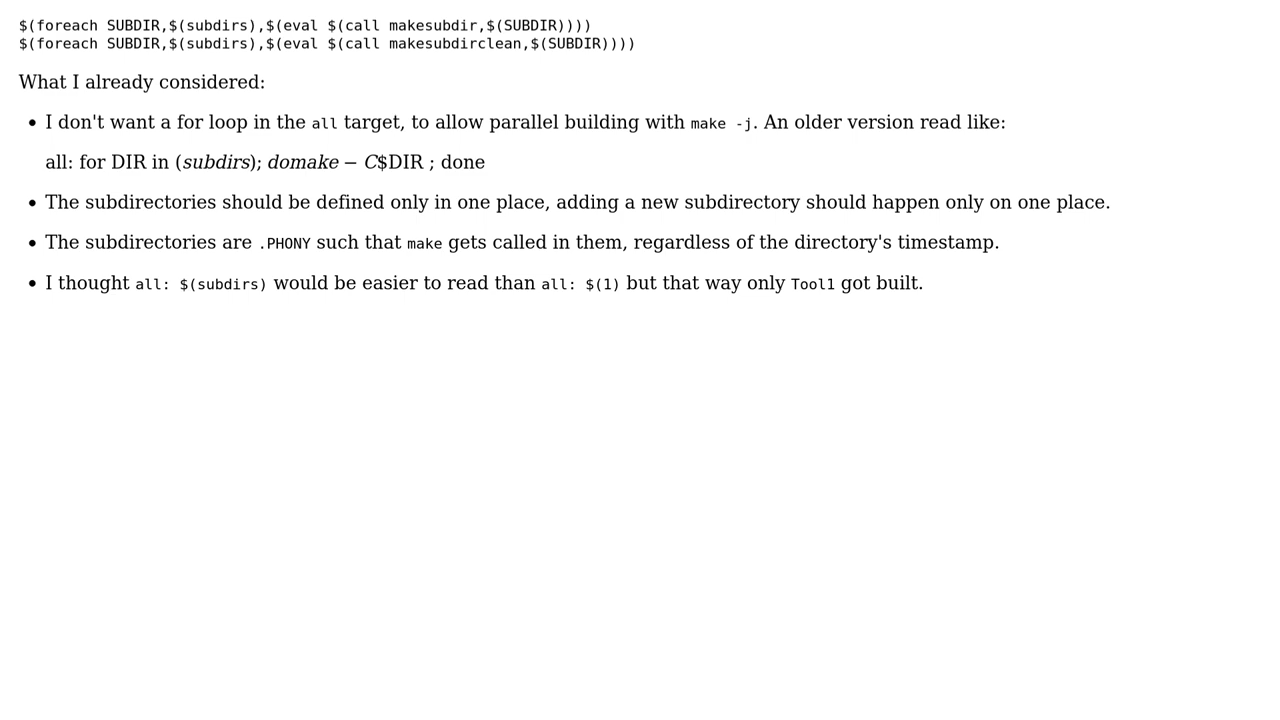 $(foreach SUBDIR,$(subdirs),$(eval $(call makesubdir,$(SUBDIR))))
$(foreach SUBDIR,$(subdirs),$(eval $(call makesubdirclean,$(SUBDIR))))
What I already considered:
• I don't want a for loop in the all target, to allow parallel building with make -j. An older version read like:
all: for DIR in (subdirs); domake − C$DIR ; done
• The subdirectories should be defined only in one place, adding a new subdirectory should happen only on one place.
• The subdirectories are .PHONY such that make gets called in them, regardless of the directory's timestamp.
• I thought all: $(subdirs) would be easier to read than all: $(1) but that way only Tool1 got built.